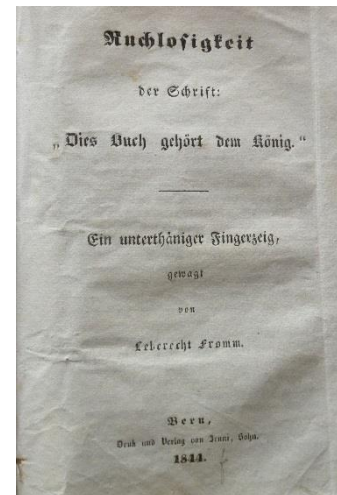 Ruchlosigkeit
der Schrift:
„Dies Buch gehört dem König.“
Ein unterthäniger Fingerzeig,
gewagt
von
Leberecht Fromm.
Bern,
Druk und Verlag von Jenni, Sohn.
1844.